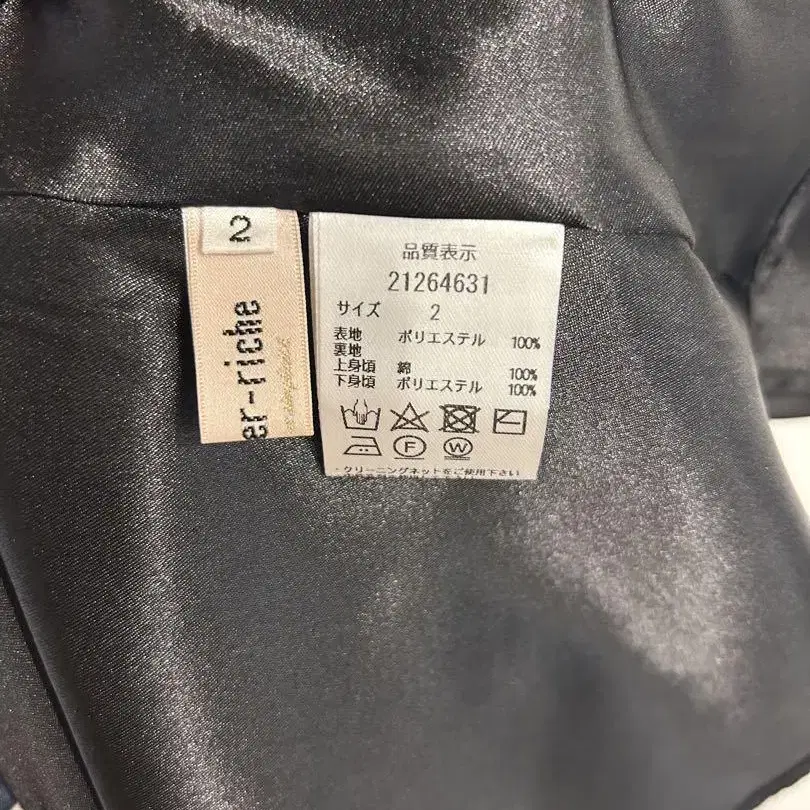 2
er-riche
品質表示
21264631
サイズ 2
表地 ポリエステル 100%
裏地
上身頃 綿 100%
下身頃 ポリエステル 100%
F W
・クリーニングネットをご使用下さい